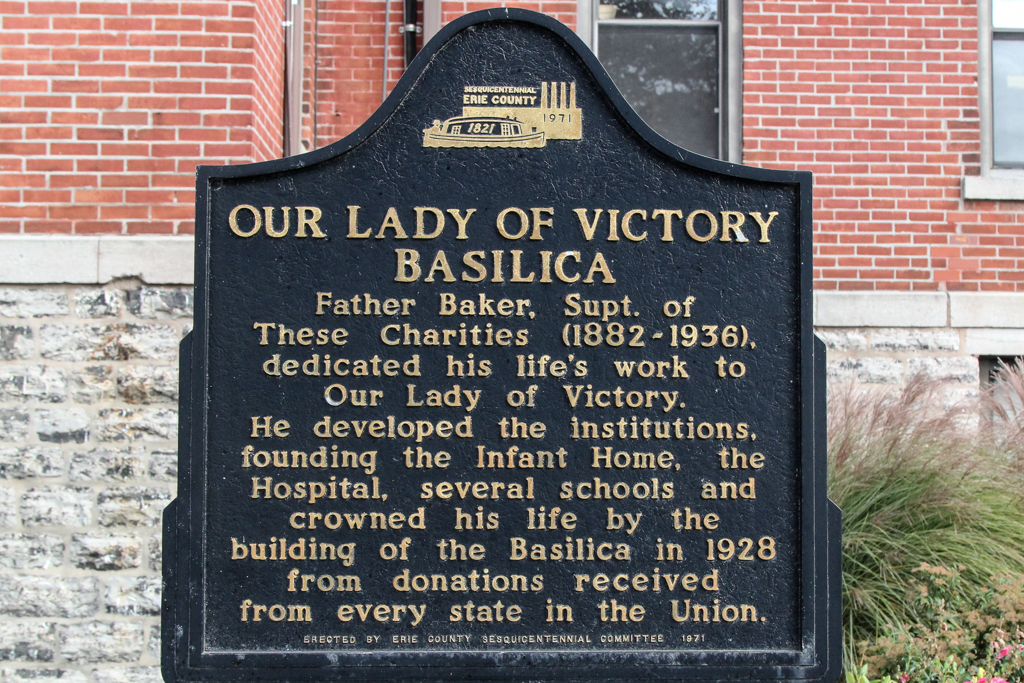 SESQUICENTENNIAL
ERIE COUNTY
1971
1821
OUR LADY OF VICTORY
BASILICA
Father Baker, Supt. of
These Charities (1882-1936),
dedicated his life's work to
Our Lady of Victory.
He developed the institutions,
founding the Infant Home, the
Hospital, several schools and
crowned his life by the
building of the Basilica in 1928
from donations received
from every state in the Union.
ERECTED BY ERIE COUNTY SESQUICENTENNIAL COMMITTEE 1971